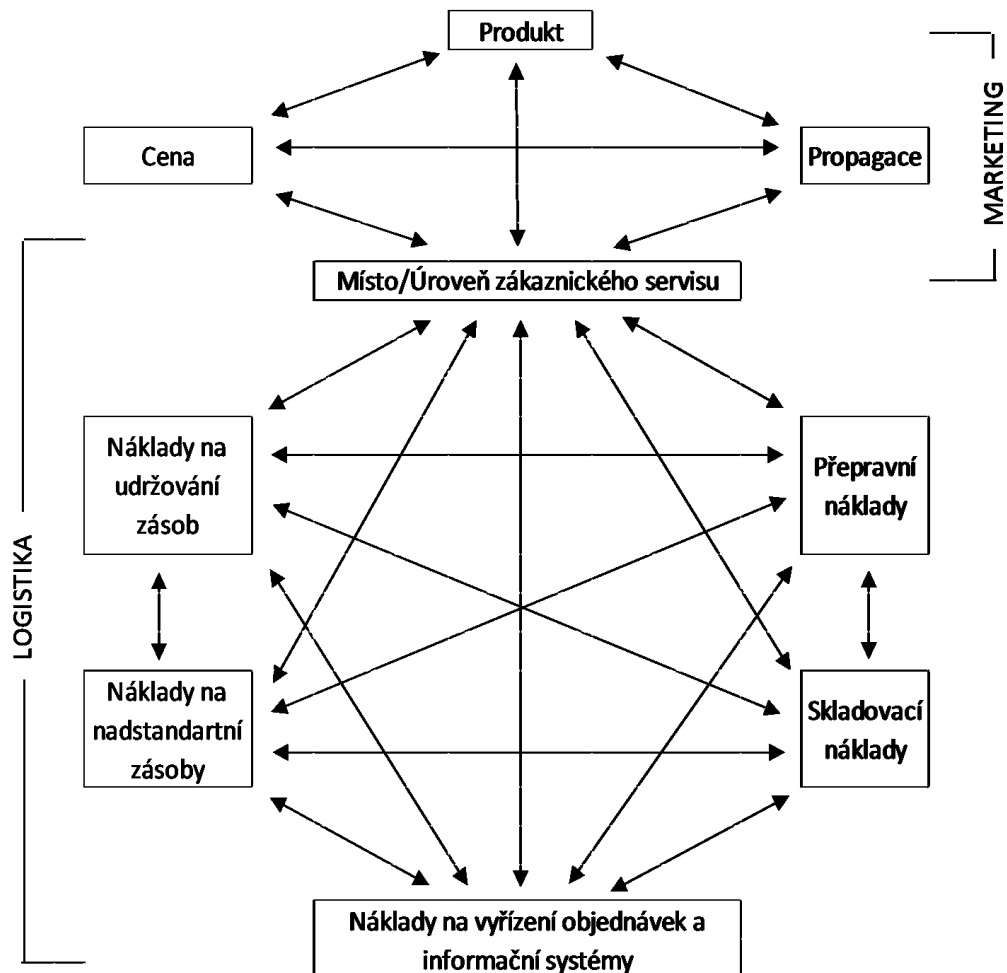 Produkt
MARKETING
Cena
Propagace
Místo/Úroveň zákaznického servisu
LOGISTIKA
Náklady na
udržování
zásob
Přepravní
náklady
Náklady na
nadstandartní
zásoby
Skladovací
náklady
Náklady na vyřízení objednávek a
informační systémy